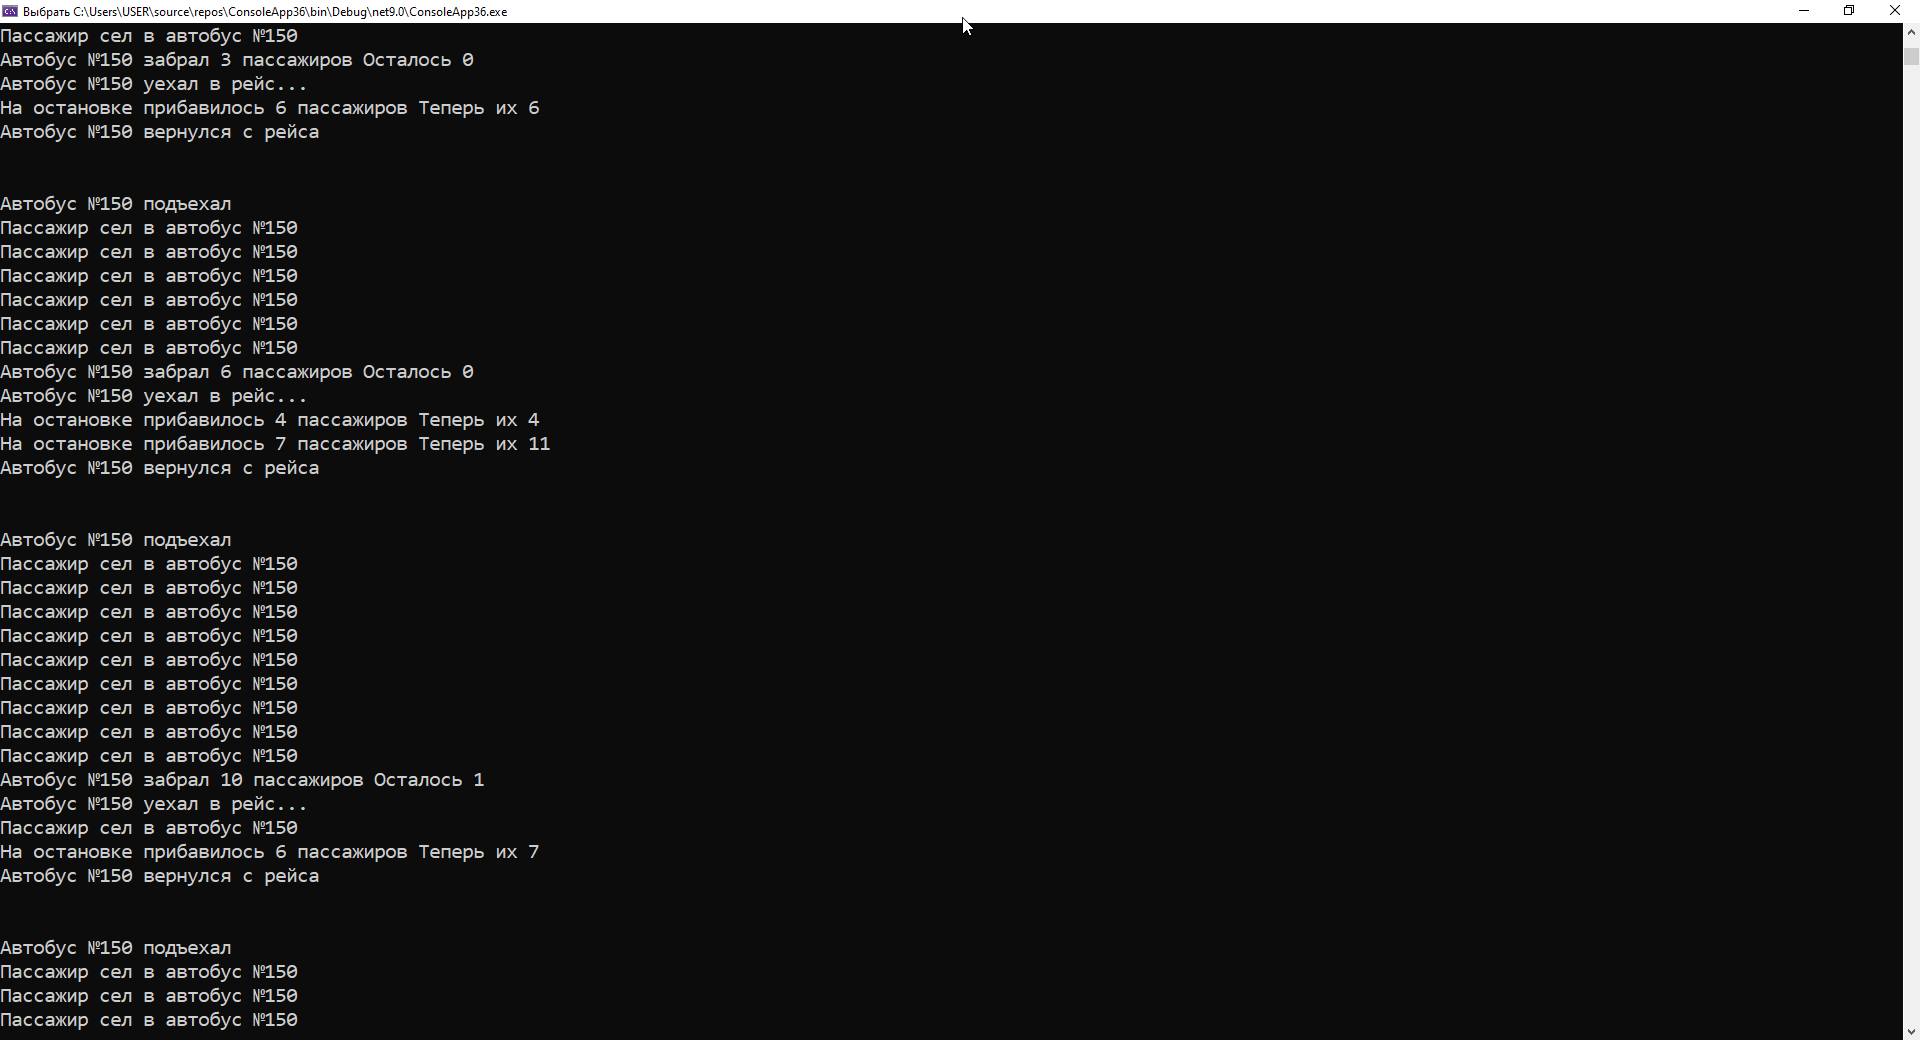 Выбрать C:\Users\USER\source\repos\ConsoleApp36\bin\Debug\net9.0\ConsoleApp36.exe
Пассажир сел в автобус №150
Автобус №150 забрал 3 пассажиров Осталось 0
Автобус №150 уехал в рейс...
На остановке прибавилось 6 пассажиров Теперь их 6
Автобус №150 вернулся с рейса
Автобус №150 подъехал
Пассажир сел в автобус №150
Пассажир сел в автобус №150
Пассажир сел в автобус №150
Пассажир сел в автобус №150
Пассажир сел в автобус №150
Пассажир сел в автобус №150
Автобус №150 забрал 6 пассажиров Осталось 0
Автобус №150 уехал в рейс...
На остановке прибавилось 4 пассажиров Теперь их 4
На остановке прибавилось 7 пассажиров Теперь их 11
Автобус №150 вернулся с рейса
Автобус №150 подъехал
Пассажир сел в автобус №150
Пассажир сел в автобус №150
Пассажир сел в автобус №150
Пассажир сел в автобус №150
Пассажир сел в автобус №150
Пассажир сел в автобус №150
Пассажир сел в автобус №150
Пассажир сел в автобус №150
Пассажир сел в автобус №150
Автобус №150 забрал 10 пассажиров Осталось 1
Автобус №150 уехал в рейс...
Пассажир сел в автобус №150
На остановке прибавилось 6 пассажиров Теперь их 7
Автобус №150 вернулся с рейса
Автобус №150 подъехал
Пассажир сел в автобус №150
Пассажир сел в автобус №150
Пассажир сел в автобус №150